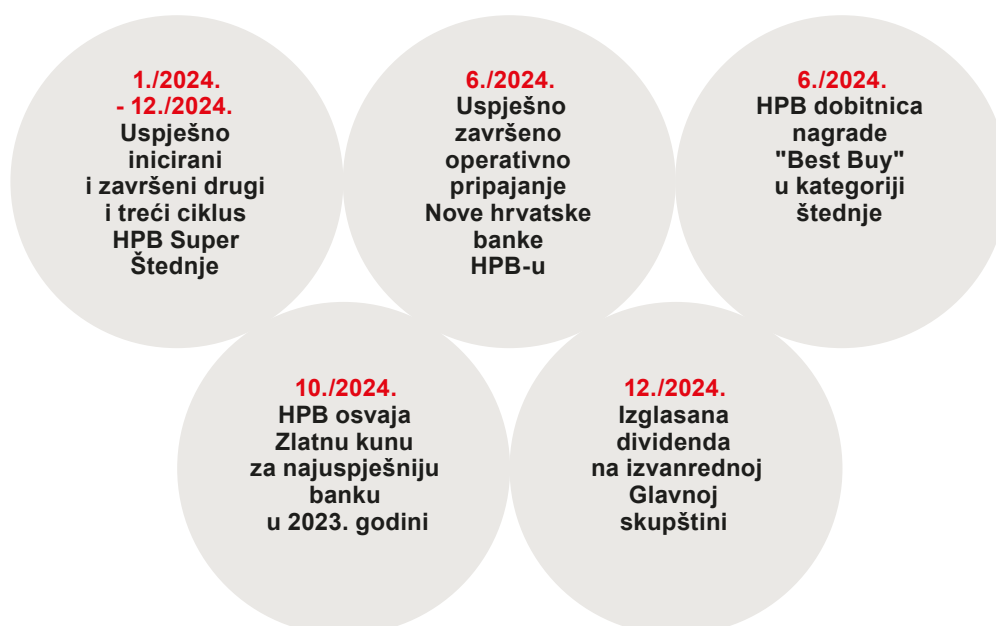 1./2024.
- 12./2024.
Uspješno
inicirani
i završeni drugi
i treći ciklus
HPB Super
Štednje
6./2024.
Uspješno
završeno
operativno
pripajanje
Nove hrvatske
banke
HPB-u
6./2024.
HPB dobitnica
nagrade
"Best Buy"
u kategoriji
štednje
10./2024.
HPB osvaja
Zlatnu kunu
za najuspješniju
banku
u 2023. godini
12./2024.
Izglasana
dividenda
na izvanrednoj
Glavnoj
skupštini